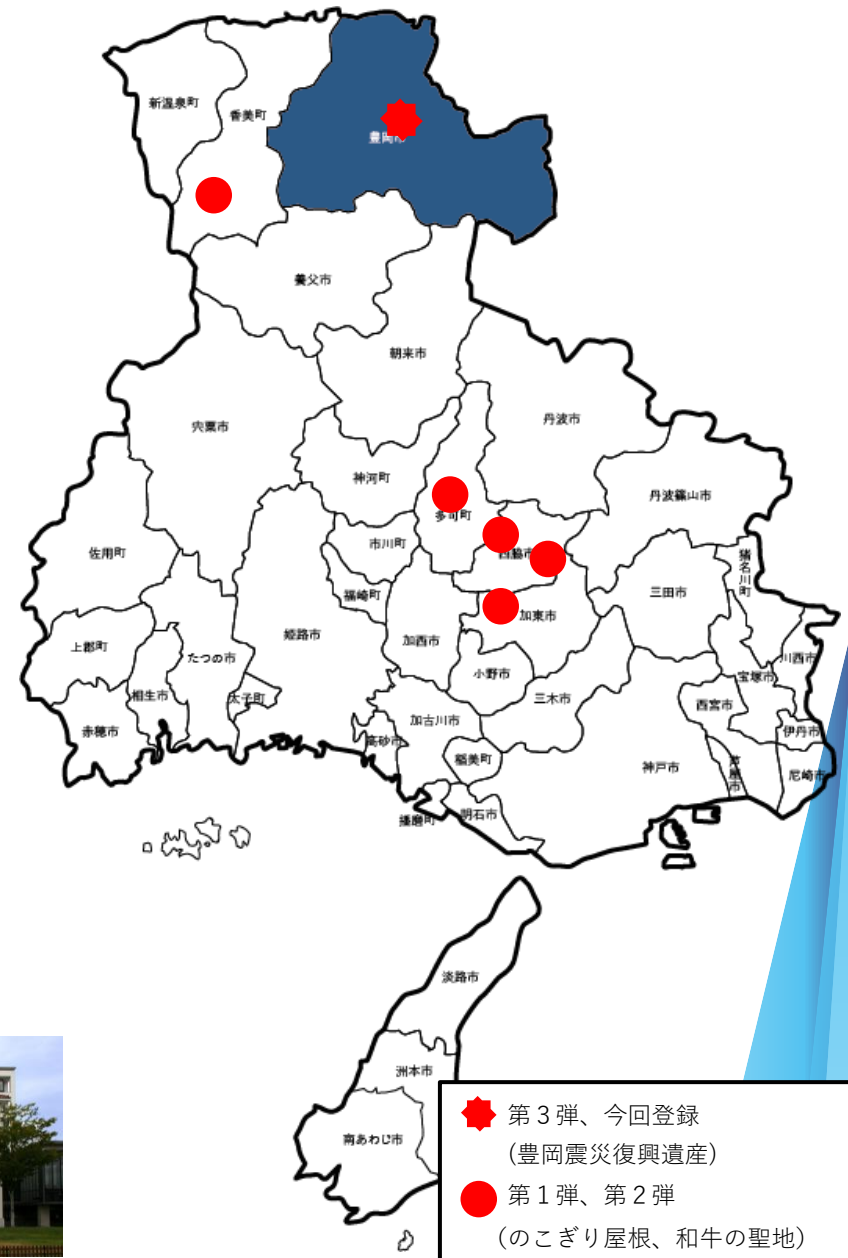 新温泉町
香美町
豊岡市
養父市
朝来市
丹波市
宍粟市
神河町
多可町
丹波篠山市
市川町
西脇市
佐用町
猪名川町
福崎町
三田市
加東市
姫路市
加西市
上郡町
たつの市
小野市
川西市
宝塚市
相生市
太子町
三木市
西宮市
赤穂市
加古川市
伊丹市
高砂市
稲美町
神戸市
芦屋市
尼崎市
播磨町
明石市
淡路市
洲本市
南あわじ市
第3弾、今回登録
(豊岡震災復興遺産)
第1弾、第2弾
(のこぎり屋根、和牛の聖地)